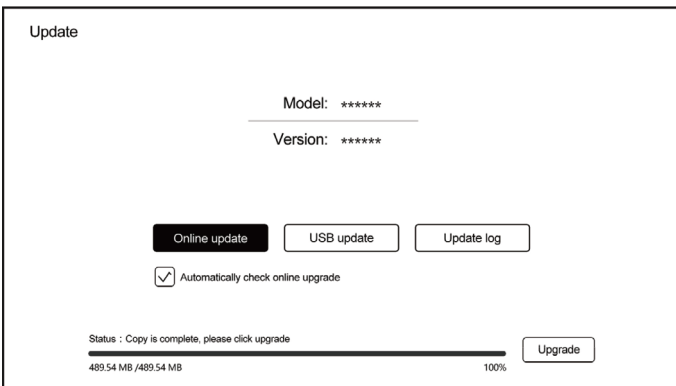 Update
Model: ******
Version: ******
Online update USB update Update log
Automatically check online upgrade
Status : Copy is complete, please click upgrade
Upgrade
489.54 MB /489.54 MB 100%